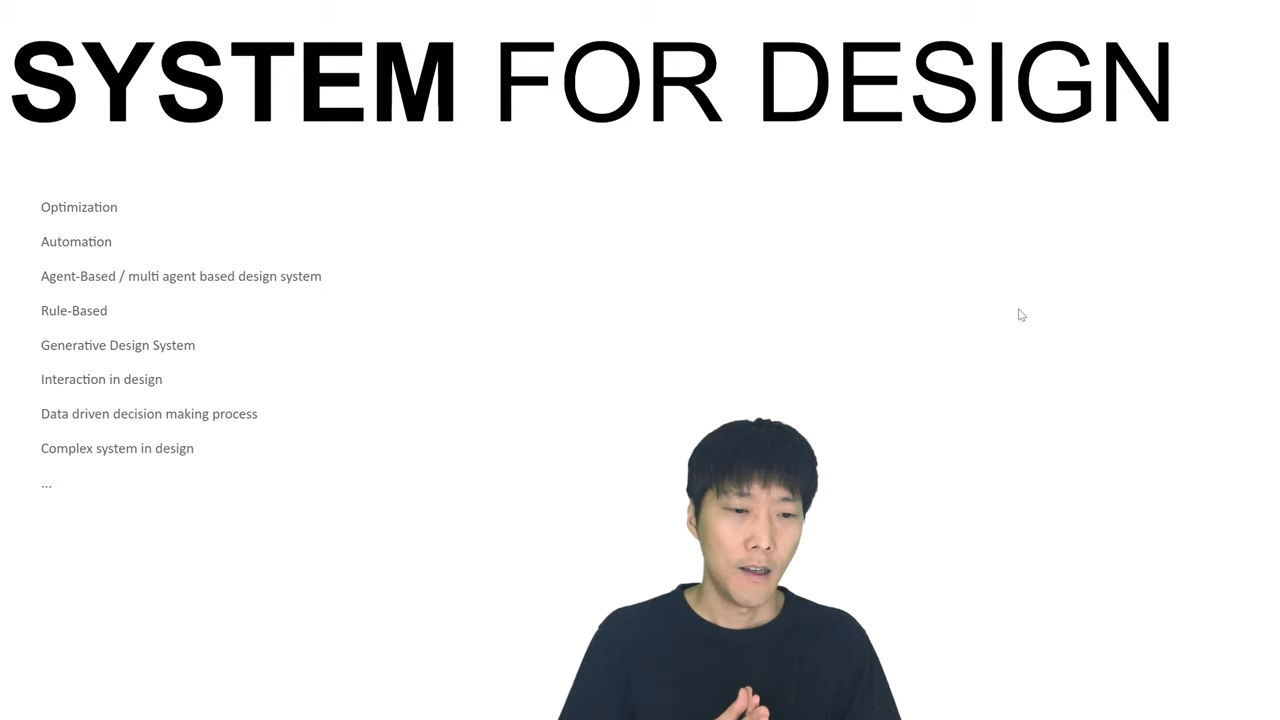 SYSTEM FOR DESIGN
Optimization
Automation
Agent-Based / multi agent based design system
Rule-Based
Generative Design System
Interaction in design
Data driven decision making process
Complex system in design
...